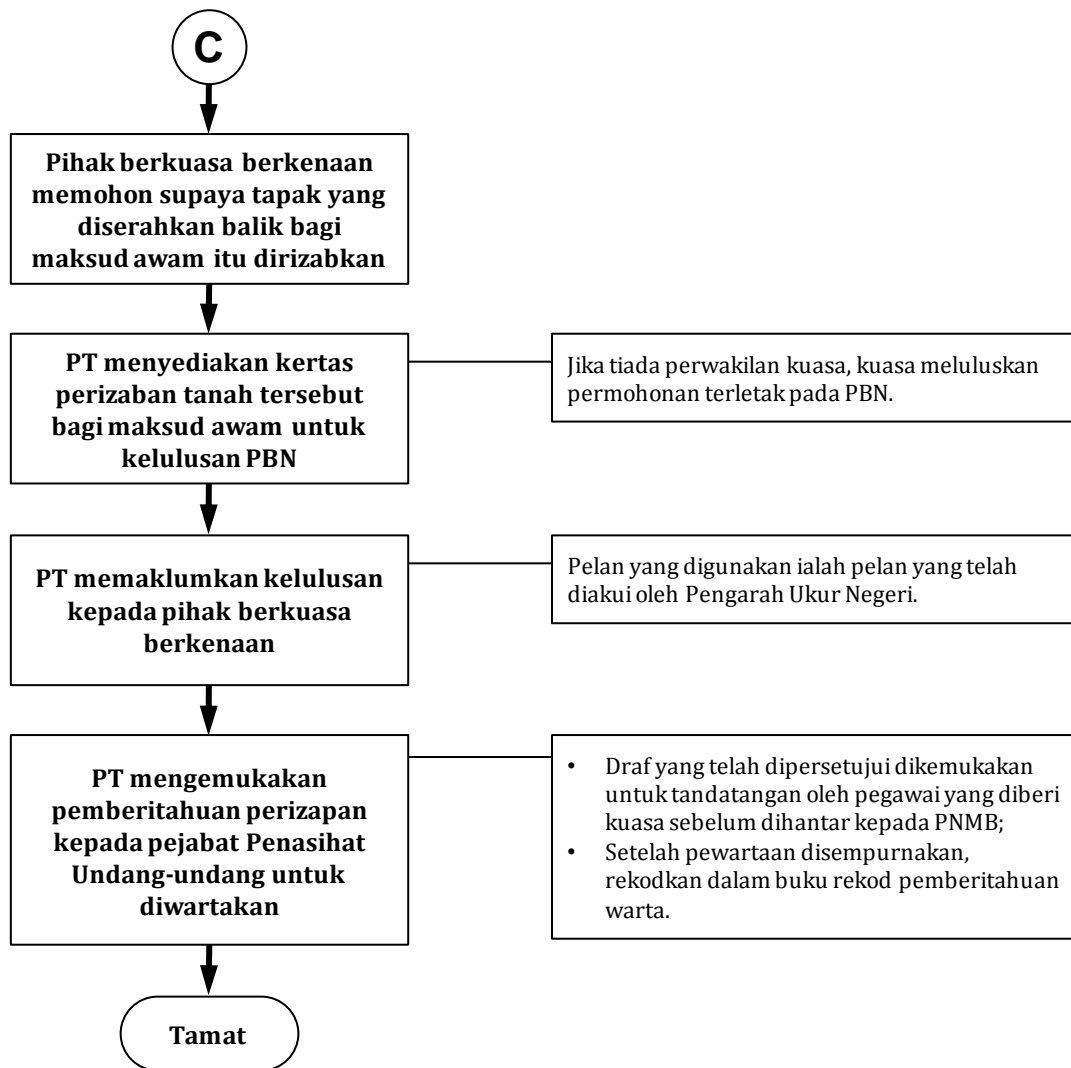 C
Pihak berkuasa berkenaan
memohon supaya tapak yang
diserahkan balik bagi
maksud awam itu dirizabkan
PT menyediakan kertas
perizaban tanah tersebut
bagi maksud awam untuk
kelulusan PBN
Jika tiada perwakilan kuasa, kuasa meluluskan
permohonan terletak pada PBN.
PT memaklumkan kelulusan
kepada pihak berkuasa
berkenaan
Pelan yang digunakan ialah pelan yang telah
diakui oleh Pengarah Ukur Negeri.
PT mengemukakan
pemberitahuan perizapan
kepada pejabat Penasihat
Undang-undang untuk
diwartakan
• Draf yang telah dipersetujui dikemukakan
untuk tandatangan oleh pegawai yang diberi
kuasa sebelum dihantar kepada PNMB;
• Setelah pewartaan disempurnakan,
rekodkan dalam buku rekod pemberitahuan
warta.
Tamat